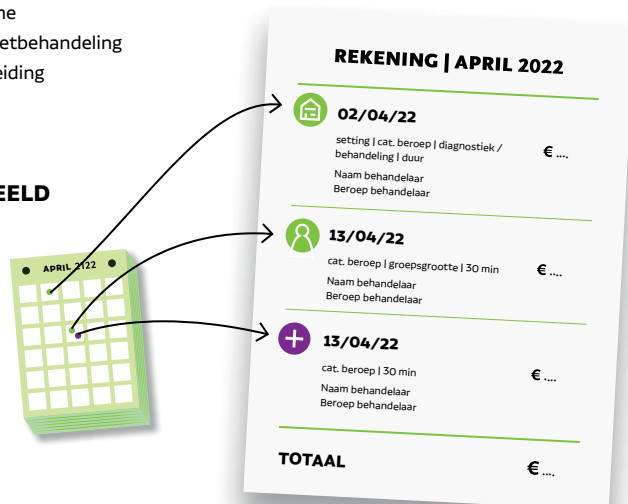 me
etbehandeling
eiding
EELD
APRIL 2122
REKENING | APRIL 2022
02/04/22
setting | cat. beroep | diagnostiek /
behandeling | duur
€ ....
Naam behandelaar
Beroep behandelaar
13/04/22
cat. beroep | groepsgrootte | 30 min
€ ....
Naam behandelaar
Beroep behandelaar
13/04/22
cat. beroep | 30 min
€ ....
Naam behandelaar
Beroep behandelaar
TOTAAL
€ ....